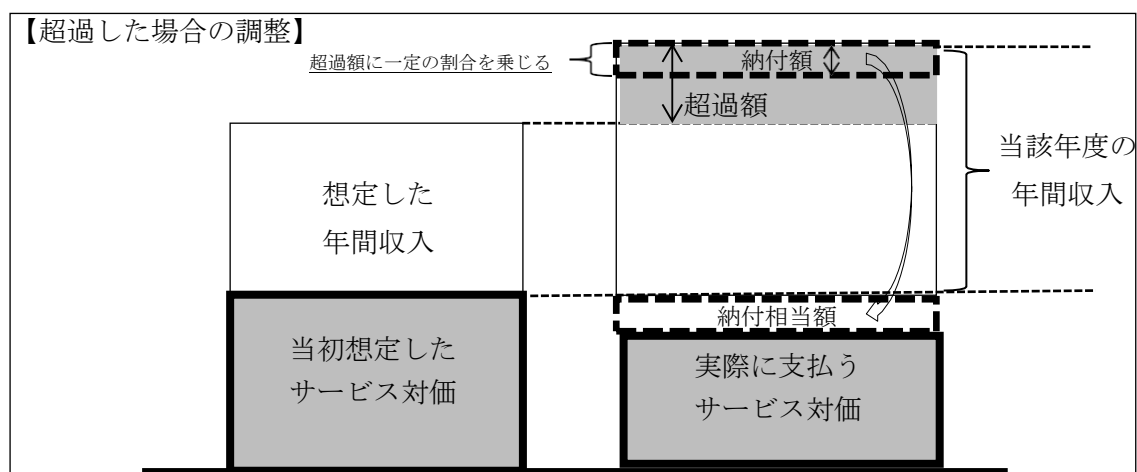 【超過した場合の調整】
超過額に一定の割合を乗じる
納付額
超過額
当該年度の
年間収入
想定した
年間収入
納付相当額
当初想定した
サービス対価
実際に支払う
サービス対価